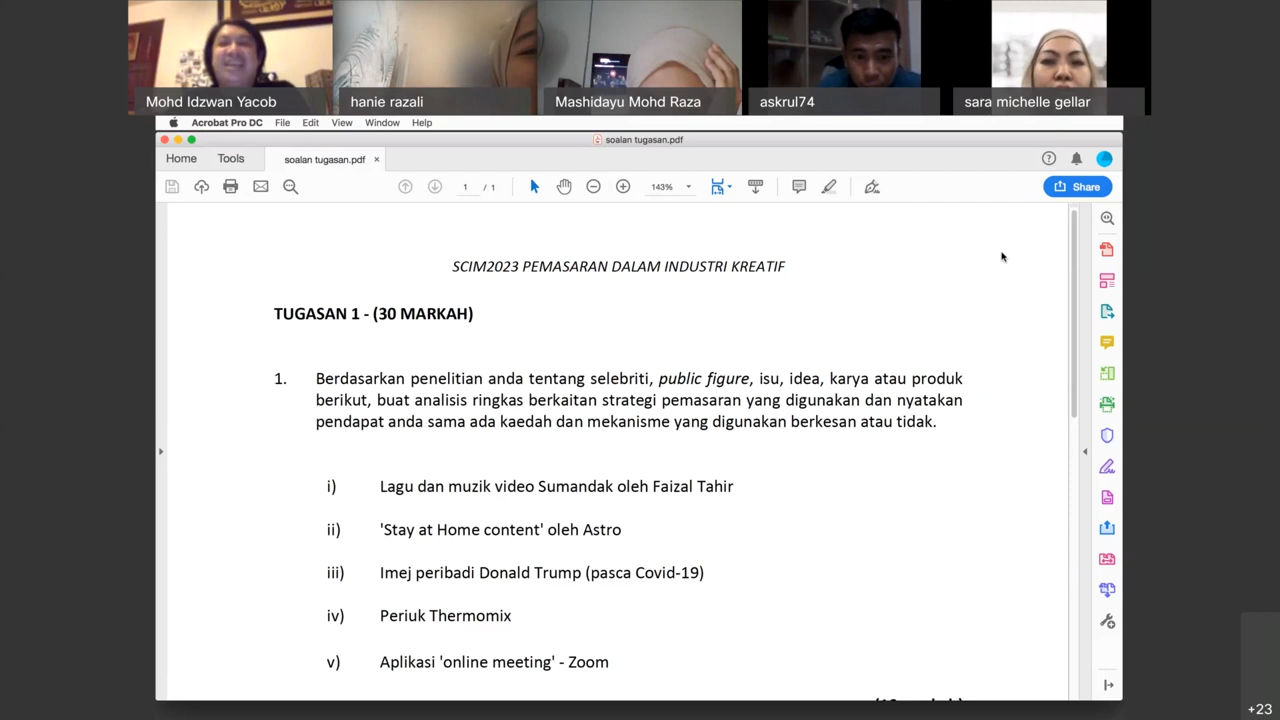 Mohd Idzwan Yacob
hanie razali
Mashidayu Mohd Raza
askrul74
sara michelle gellar
Acrobat Pro DC File Edit View Window Help
soalan tugasan.pdf
Home Tools soalan tugasan.pdf ×
1 / 1 143% Share
SCIM2023 PEMASARAN DALAM INDUSTRI KREATIF
TUGASAN 1 - (30 MARKAH)
1. Berdasarkan penelitian anda tentang selebriti, public figure, isu, idea, karya atau produk
berikut, buat analisis ringkas berkaitan strategi pemasaran yang digunakan dan nyatakan
pendapat anda sama ada kaedah dan mekanisme yang digunakan berkesan atau tidak.
i) Lagu dan muzik video Sumandak oleh Faizal Tahir
ii) 'Stay at Home content' oleh Astro
iii) Imej peribadi Donald Trump (pasca Covid-19)
iv) Periuk Thermomix
v) Aplikasi 'online meeting' - Zoom
+23